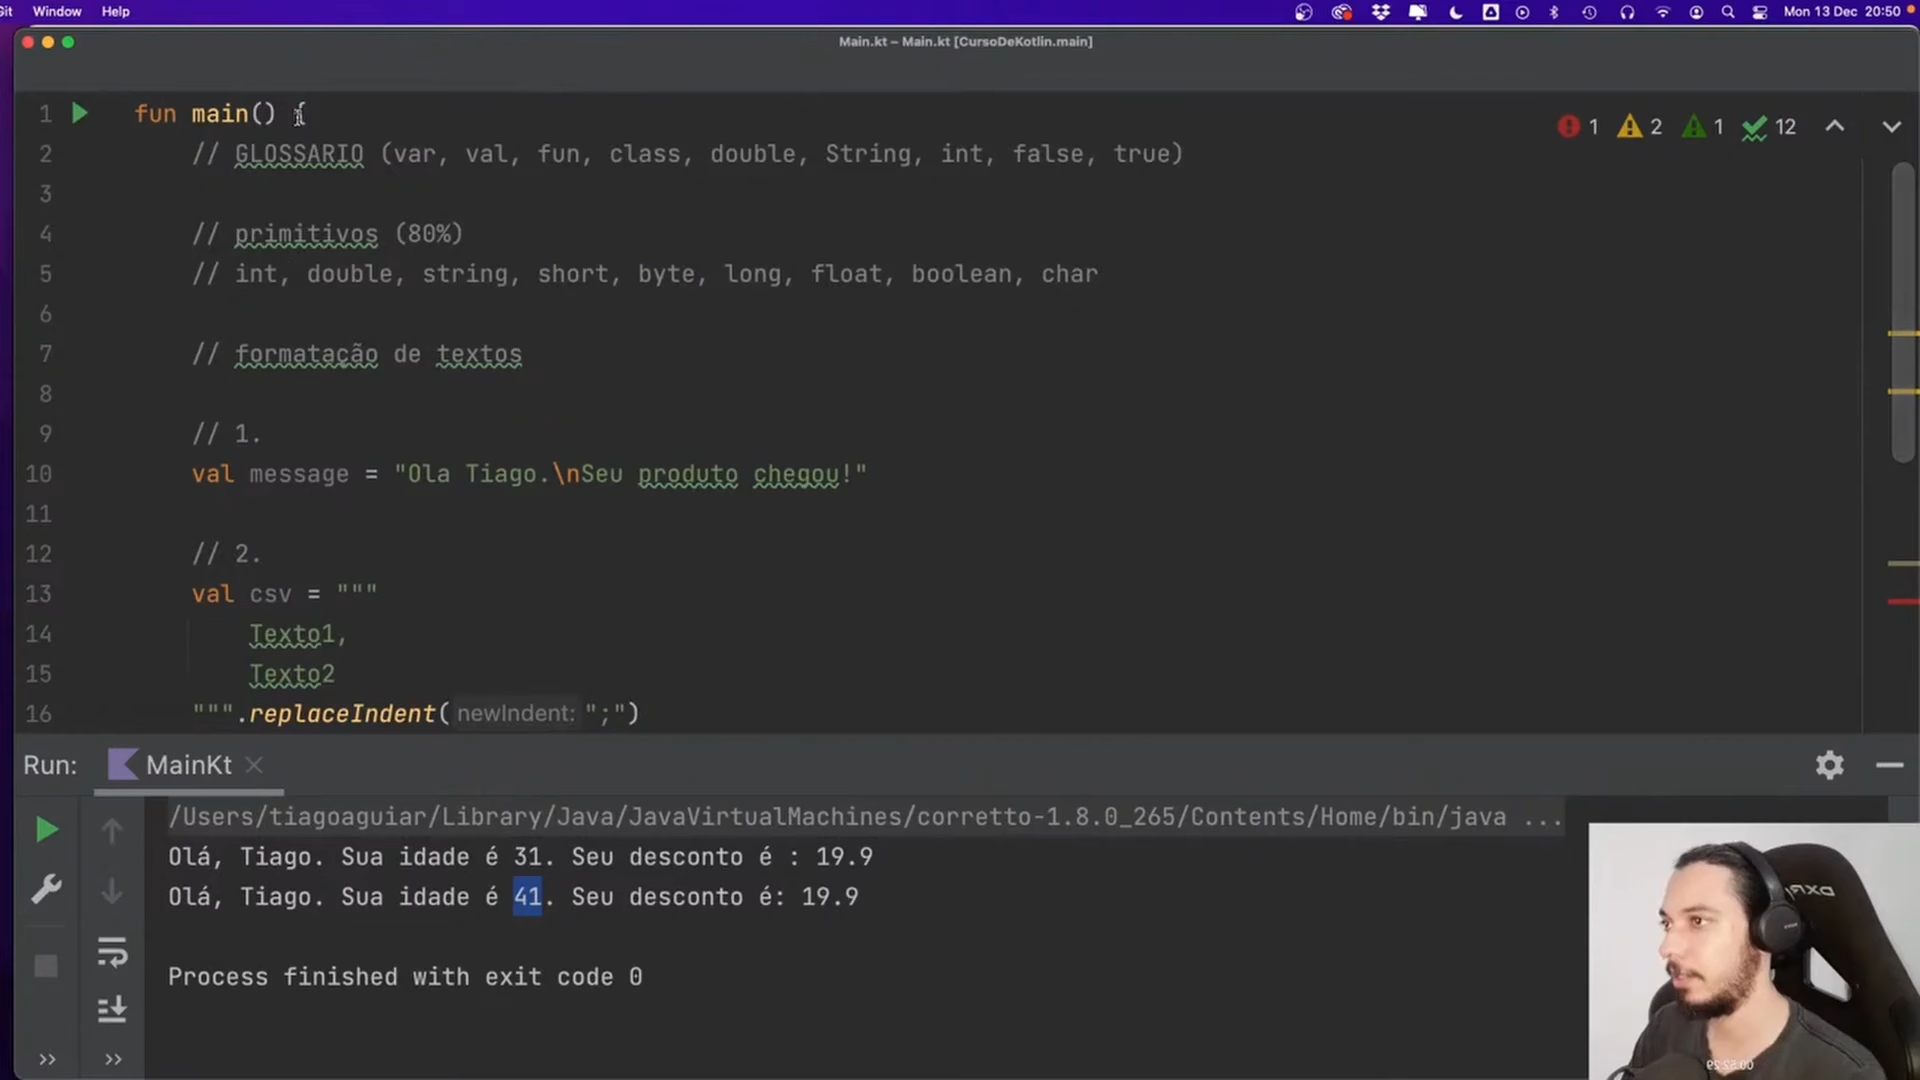 Git Window Help Mon 13 Dec 20:50
Main.kt – Main.kt [CursoDeKotlin.main]
1 fun main() {
2 // GLOSSARIO (var, val, fun, class, double, String, int, false, true)
3
4 // primitivos (80%)
5 // int, double, string, short, byte, long, float, boolean, char
6
7 // formatação de textos
8
9 // 1.
10 val message = "Ola Tiago.\nSeu produto chegou!"
11
12 // 2.
13 val csv = """
14 Texto1,
15 Texto2
16 """.replaceIndent( newIndent: ";")
1 2 1 12
Run: MainKt
/Users/tiagoaguiar/Library/Java/JavaVirtualMachines/corretto-1.8.0_265/Contents/Home/bin/java ...
Olá, Tiago. Sua idade é 31. Seu desconto é : 19.9
Olá, Tiago. Sua idade é 41. Seu desconto é: 19.9
Process finished with exit code 0